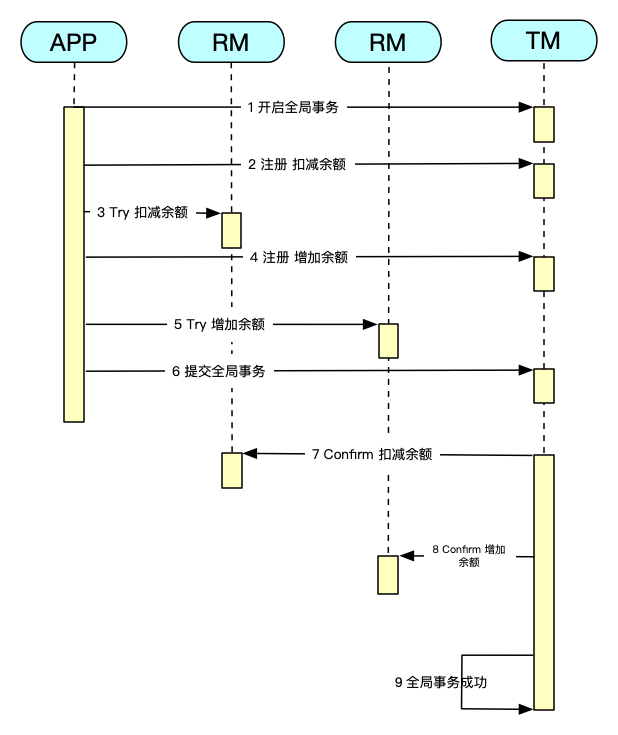 APP
RM
RM
TM
1 开启全局事务
2 注册 扣减余额
3 Try 扣减余额
4 注册 增加余额
5 Try 增加余额
6 提交全局事务
7 Confirm 扣减余额
8 Confirm 增加
余额
9 全局事务成功